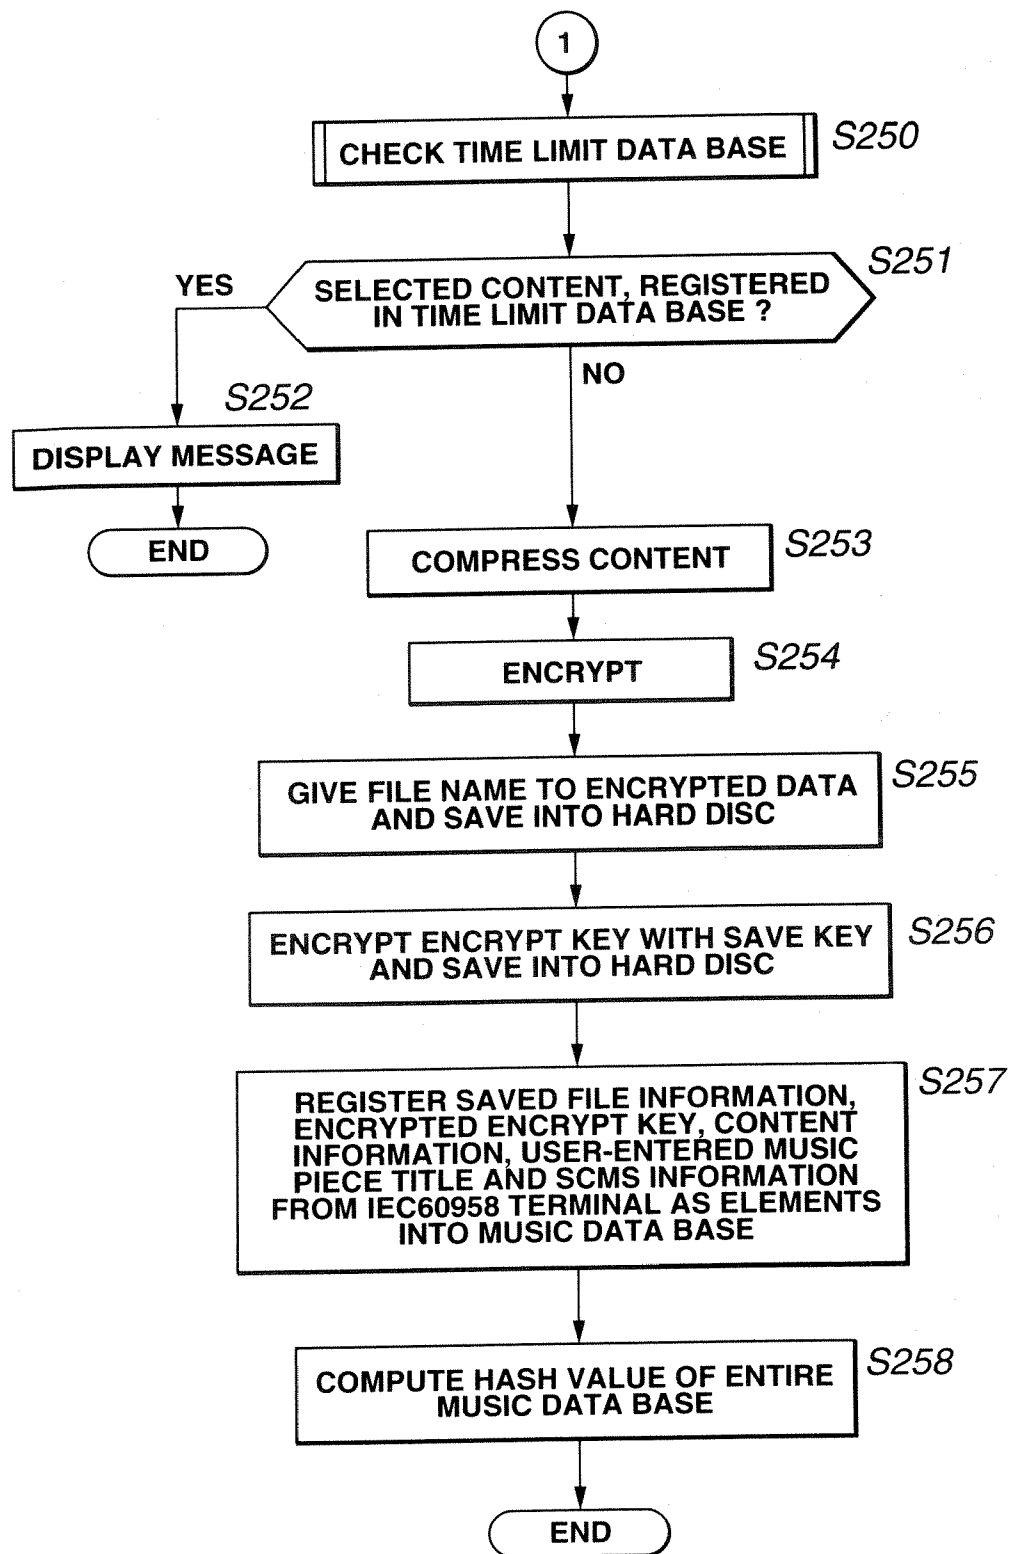 1
CHECK TIME LIMIT DATA BASE
S250
S251
YES
SELECTED CONTENT, REGISTERED
IN TIME LIMIT DATA BASE ?
NO
S252
DISPLAY MESSAGE
END
COMPRESS CONTENT
S253
ENCRYPT
S254
GIVE FILE NAME TO ENCRYPTED DATA
AND SAVE INTO HARD DISC
S255
ENCRYPT ENCRYPT KEY WITH SAVE KEY
AND SAVE INTO HARD DISC
S256
REGISTER SAVED FILE INFORMATION,
ENCRYPTED ENCRYPT KEY, CONTENT
INFORMATION, USER-ENTERED MUSIC
PIECE TITLE AND SCMS INFORMATION
FROM IEC60958 TERMINAL AS ELEMENTS
INTO MUSIC DATA BASE
S257
COMPUTE HASH VALUE OF ENTIRE
MUSIC DATA BASE
S258
END